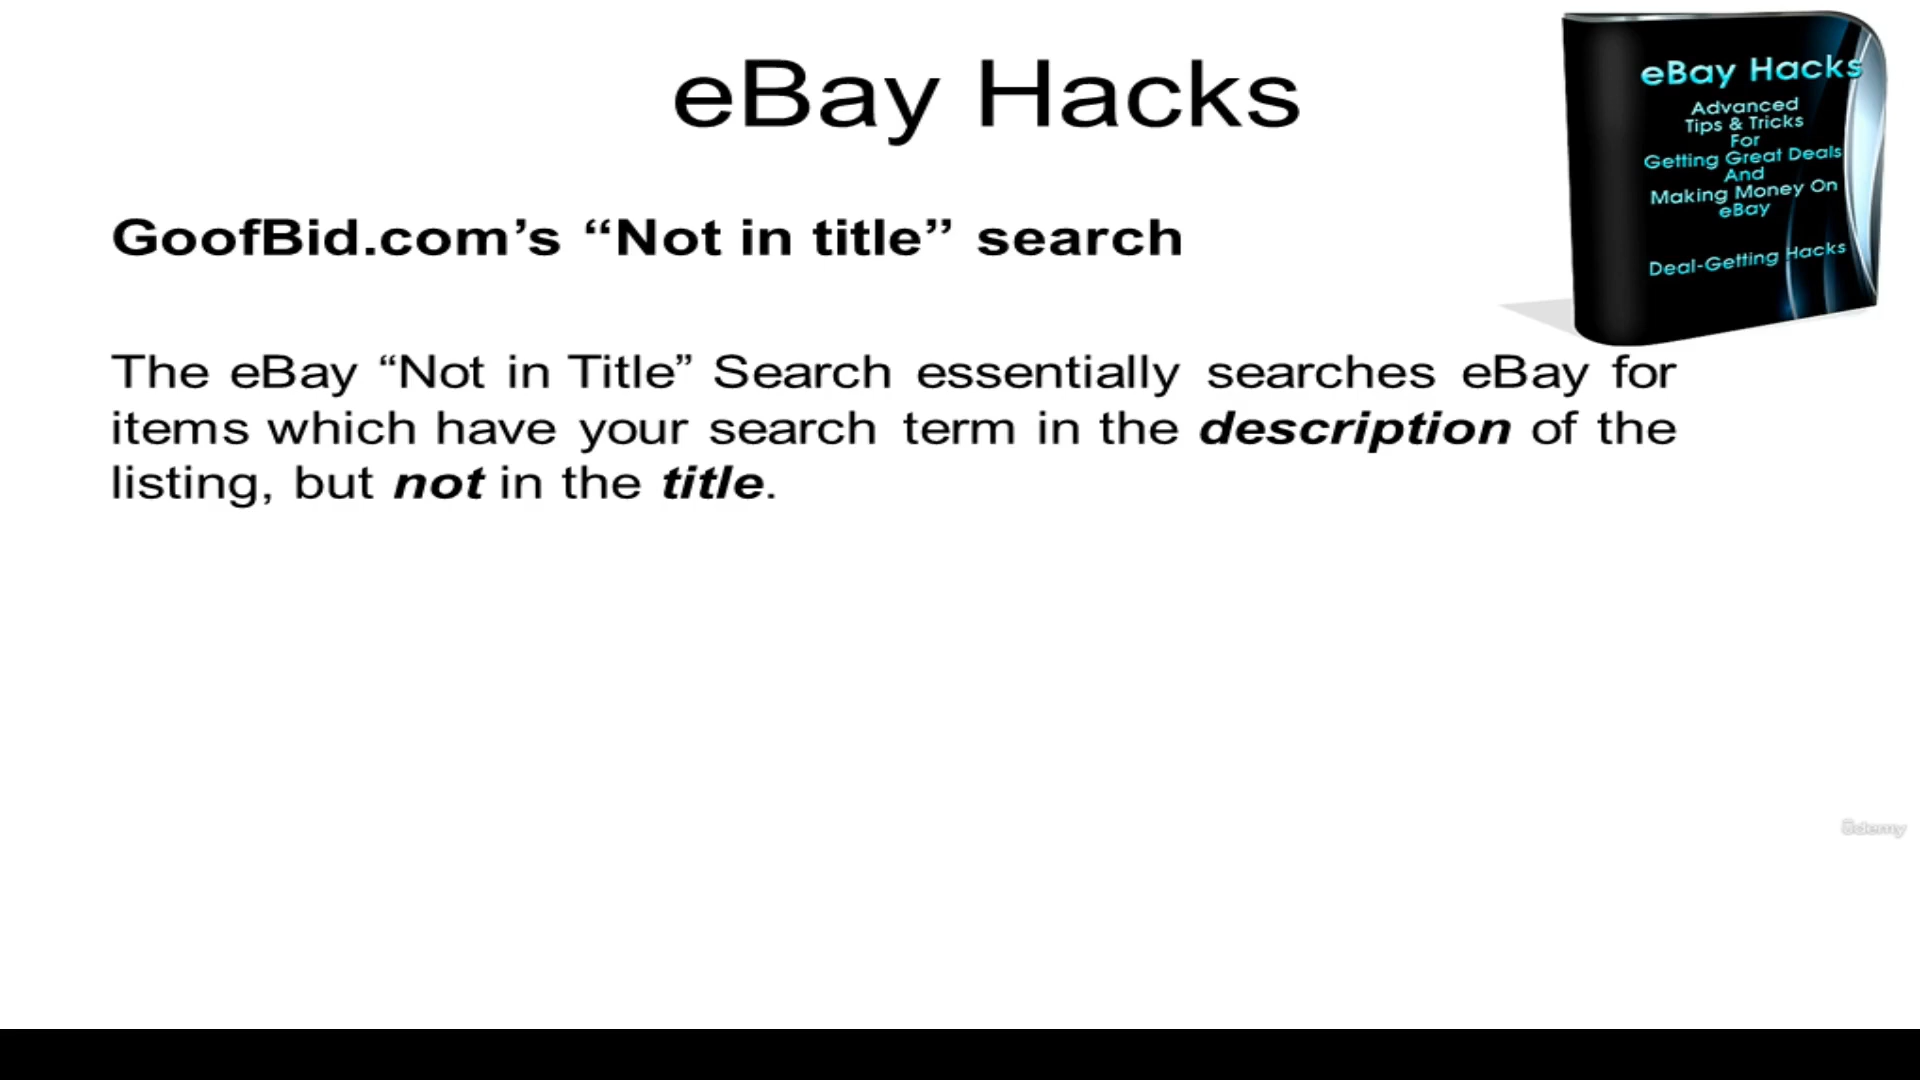 eBay Hacks
eBay Hacks
Advanced
Tips & Tricks
For
Getting Great Deals
And
Making Money On
eBay
Deal-Getting Hacks
GoofBid.com’s “Not in title” search
The eBay “Not in Title” Search essentially searches eBay for
items which have your search term in the description of the
listing, but not in the title.
ûdemy